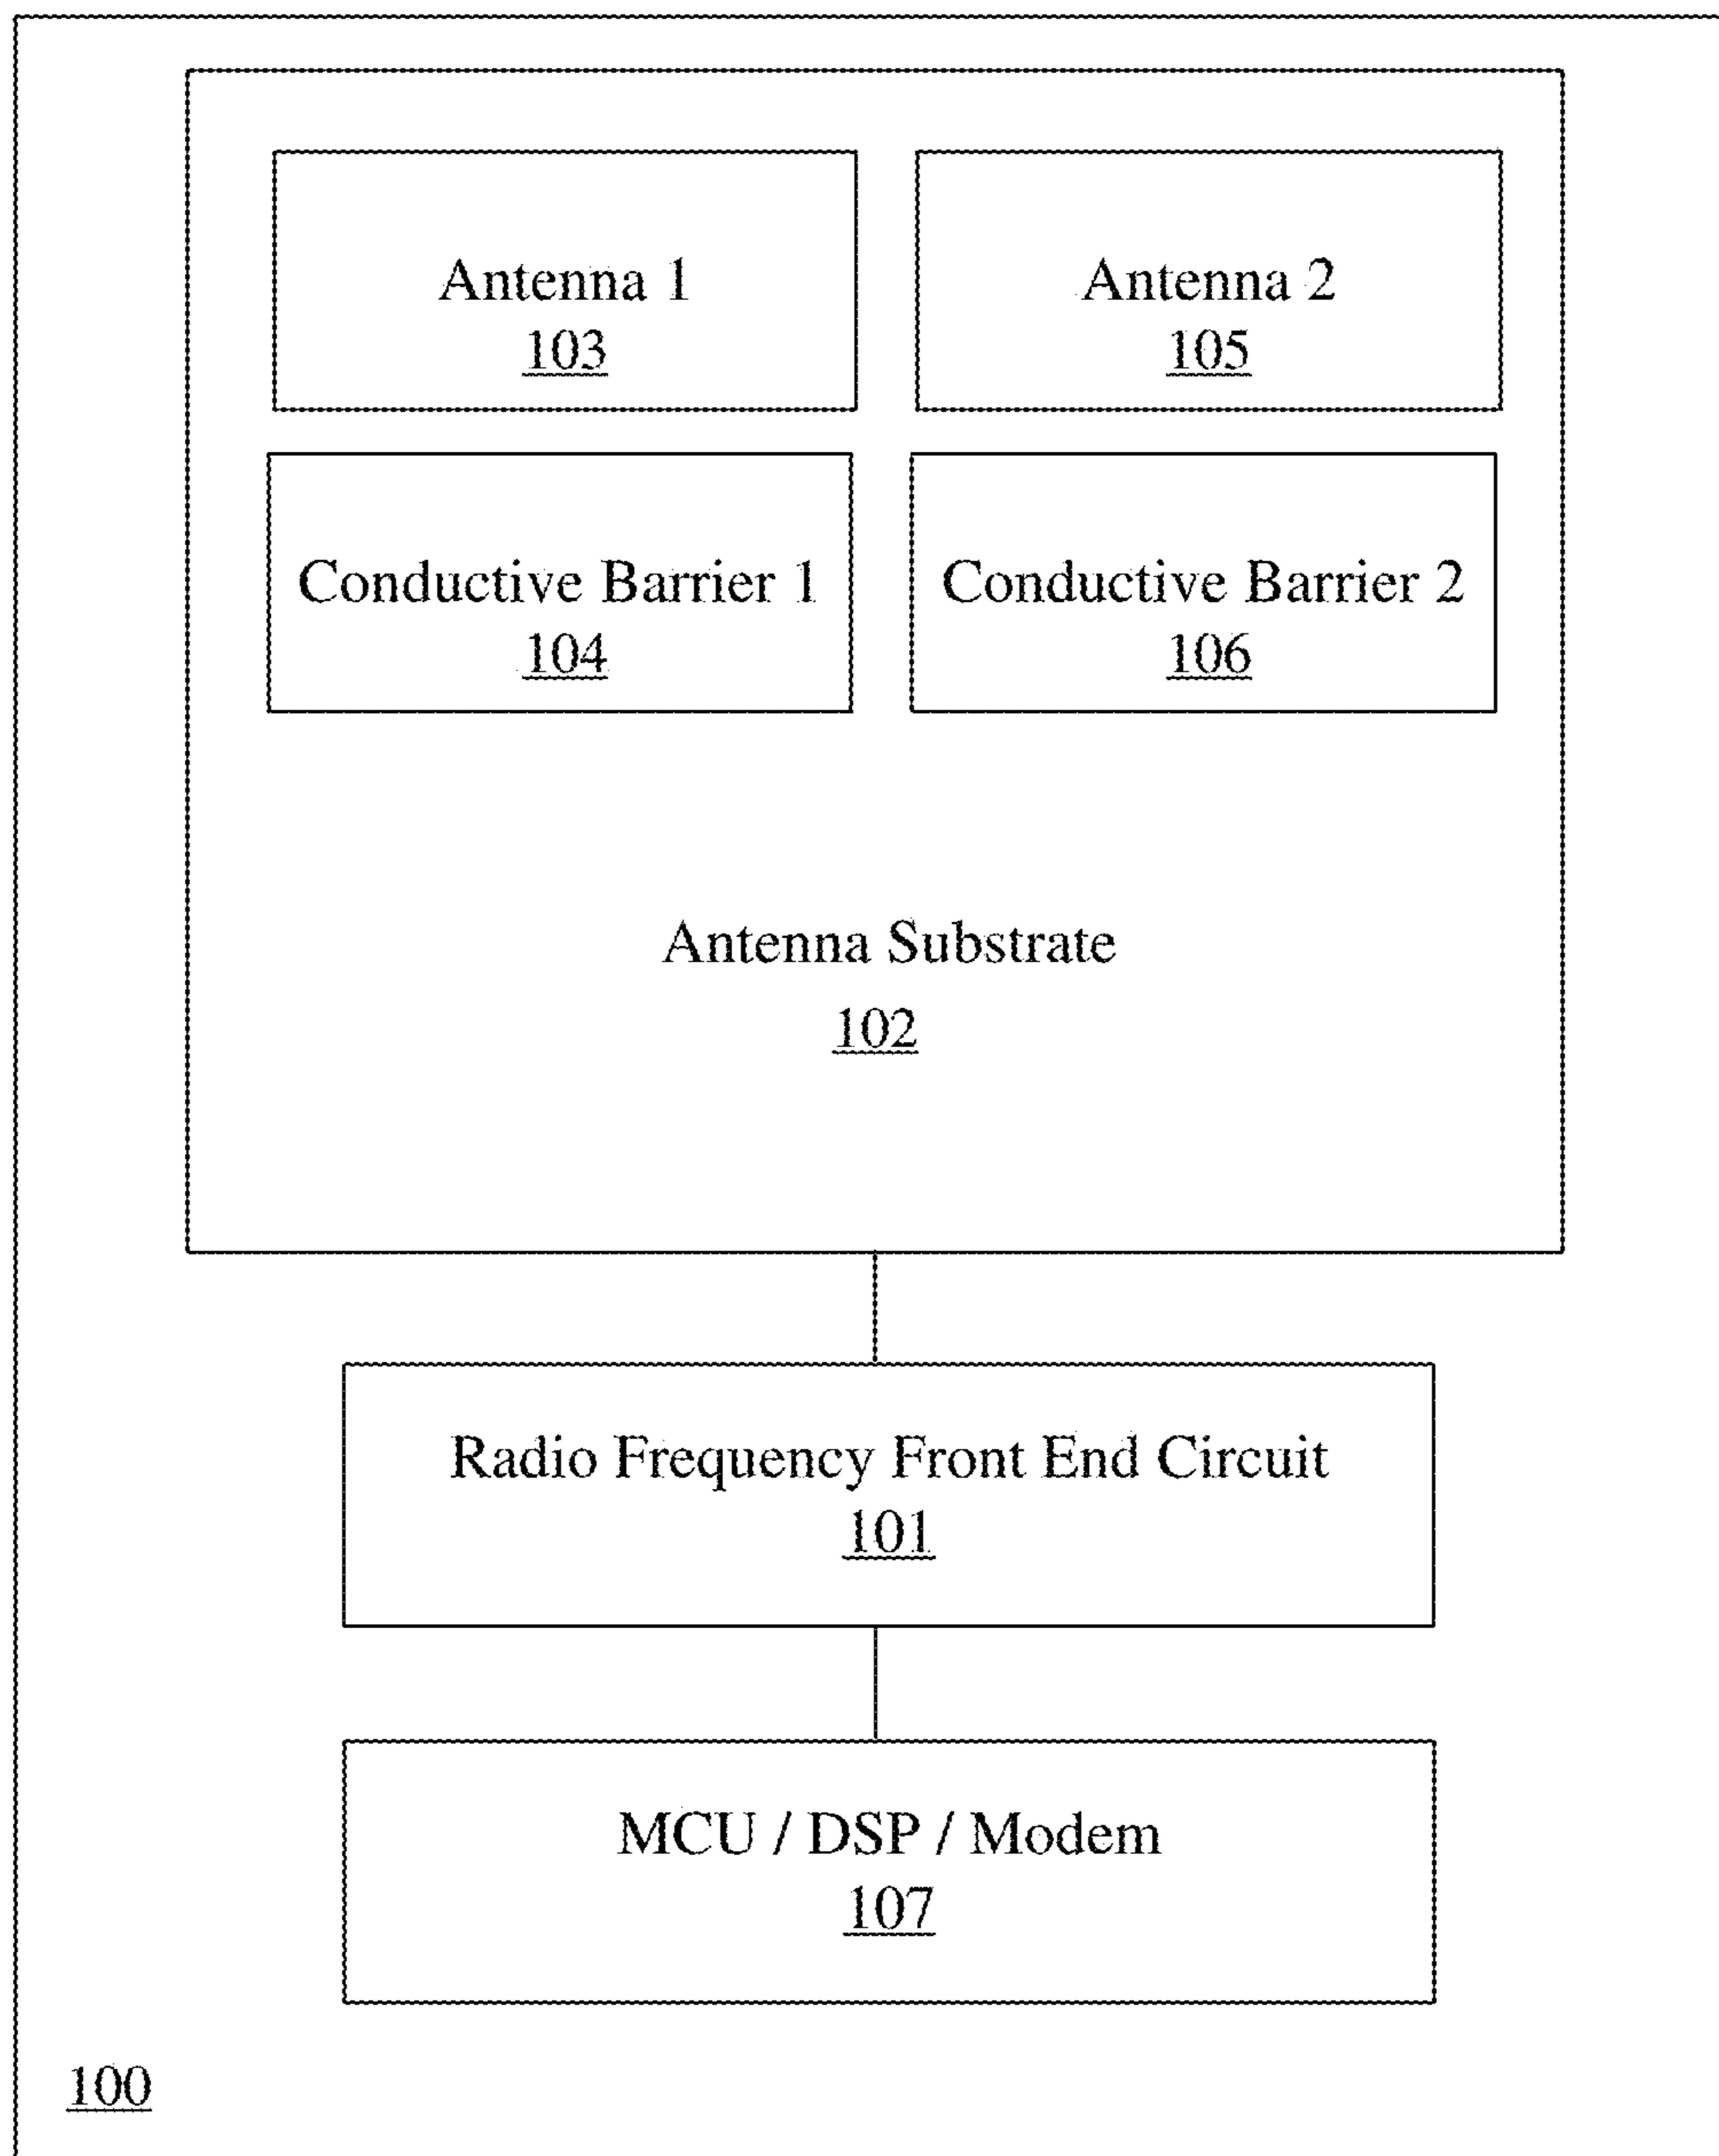 Antenna 1
103
Antenna 2
105
Conductive Barrier 1
104
Conductive Barrier 2
106
Antenna Substrate
102
Radio Frequency Front End Circuit
101
MCU / DSP / Modem
107
100